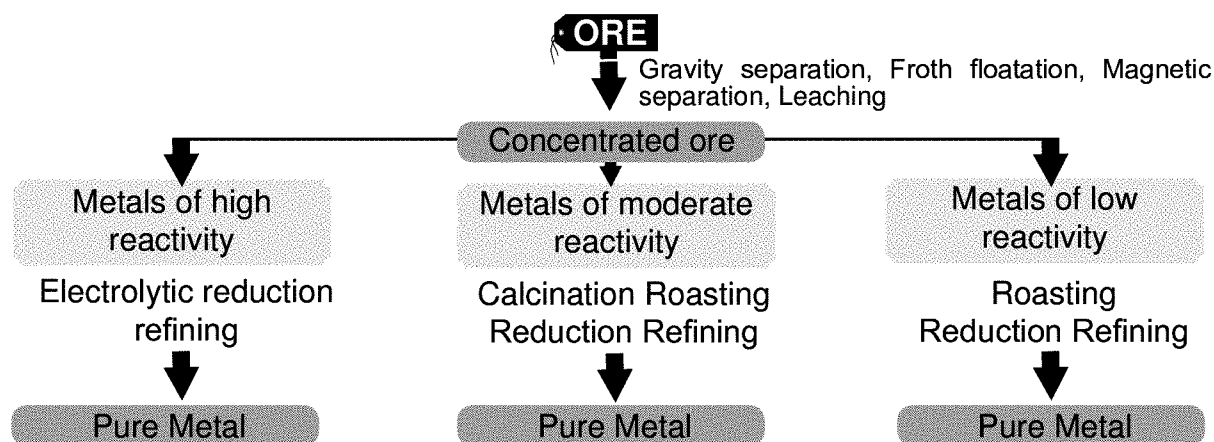 ORE
Gravity separation, Froth floatation, Magnetic
separation, Leaching
Concentrated ore
Metals of high
reactivity
Electrolytic reduction
refining
Pure Metal
Metals of moderate
reactivity
Calcination Roasting
Reduction Refining
Pure Metal
Metals of low
reactivity
Roasting
Reduction Refining
Pure Metal